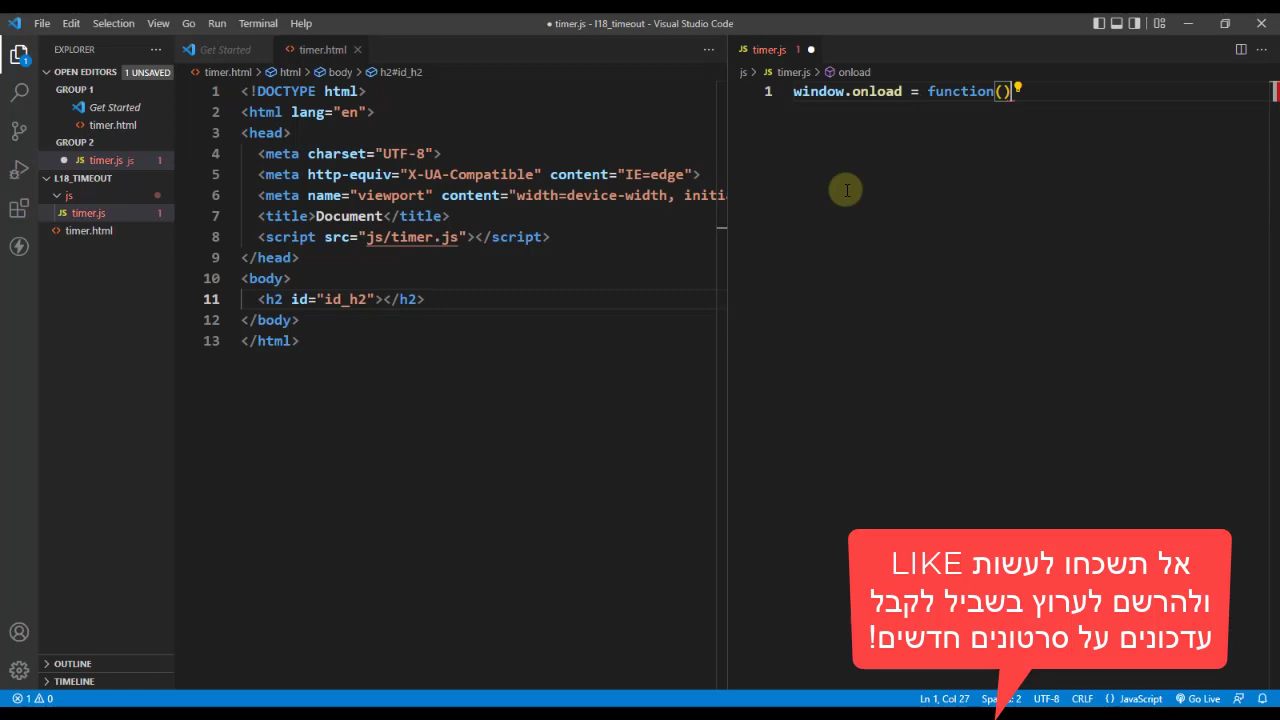 File Edit Selection View Go Run Terminal Help
● timer.js - l18_timeout - Visual Studio Code
EXPLORER
OPEN EDITORS 1 UNSAVED
GROUP 1
Get Started
timer.html
GROUP 2
timer.js js 1
L18_TIMEOUT
js
timer.js 1
timer.html
OUTLINE
TIMELINE
Get Started timer.html
timer.html > html > body > h2#id_h2
1 <!DOCTYPE html>
2 <html lang="en">
3 <head>
4 <meta charset="UTF-8">
5 <meta http-equiv="X-UA-Compatible" content="IE=edge">
6 <meta name="viewport" content="width=device-width, initi
7 <title>Document</title>
8 <script src="js/timer.js"></script>
9 </head>
10 <body>
11 <h2 id="id_h2"></h2>
12 </body>
13 </html>
timer.js 1
js > timer.js > onload
1 window.onload = function()
אל תשכחו לעשות LIKE
ולהרשם לערוץ בשביל לקבל
עדכונים על סרטונים חדשים!
1 0
Ln 1, Col 27 UTF-8 CRLF { } JavaScript Go Live